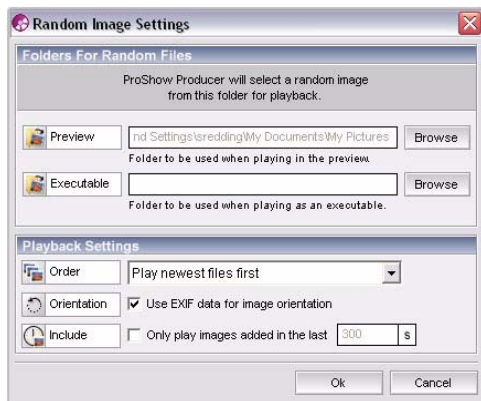 Random Image Settings
Folders For Random Files
ProShow Producer will select a random image
from this folder for playback.
Preview nd Settings\sredding\My Documents\My Pictures Browse
Folder to be used when playing in the preview.
Executable Browse
Folder to be used when playing as an executable.
Playback Settings
Order Play newest files first
Orientation Use EXIF data for image orientation
Include Only play images added in the last 300 s
Ok Cancel